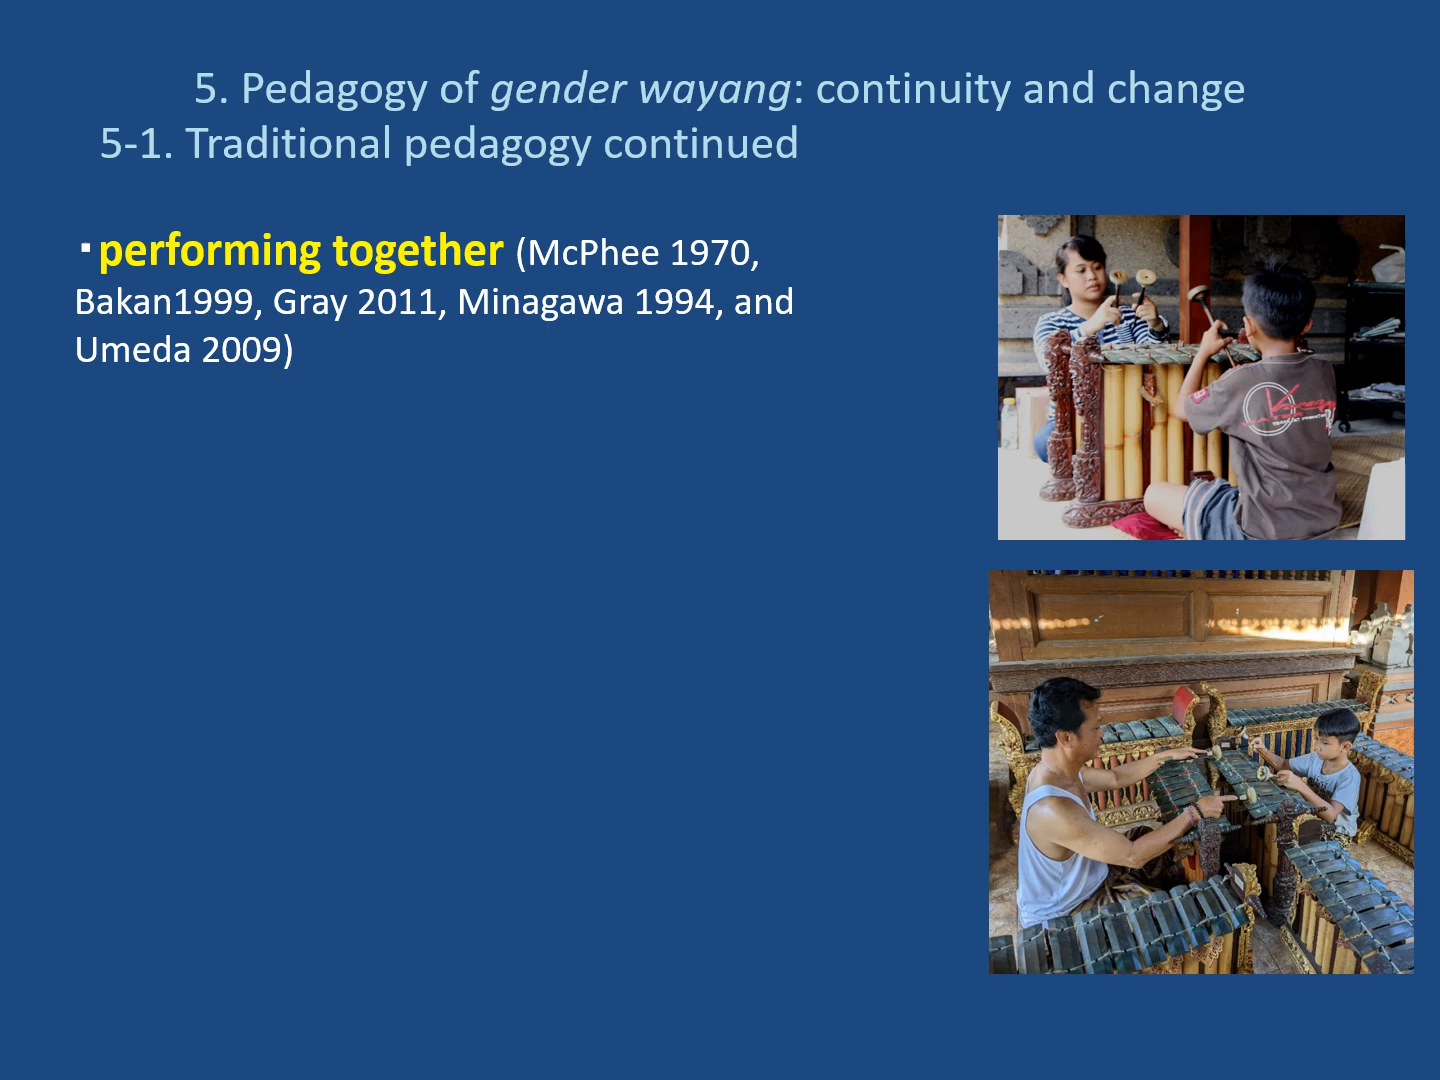 5. Pedagogy of gender wayang: continuity and change
5-1. Traditional pedagogy continued
▪performing together (McPhee 1970,
Bakan1999, Gray 2011, Minagawa 1994, and
Umeda 2009)